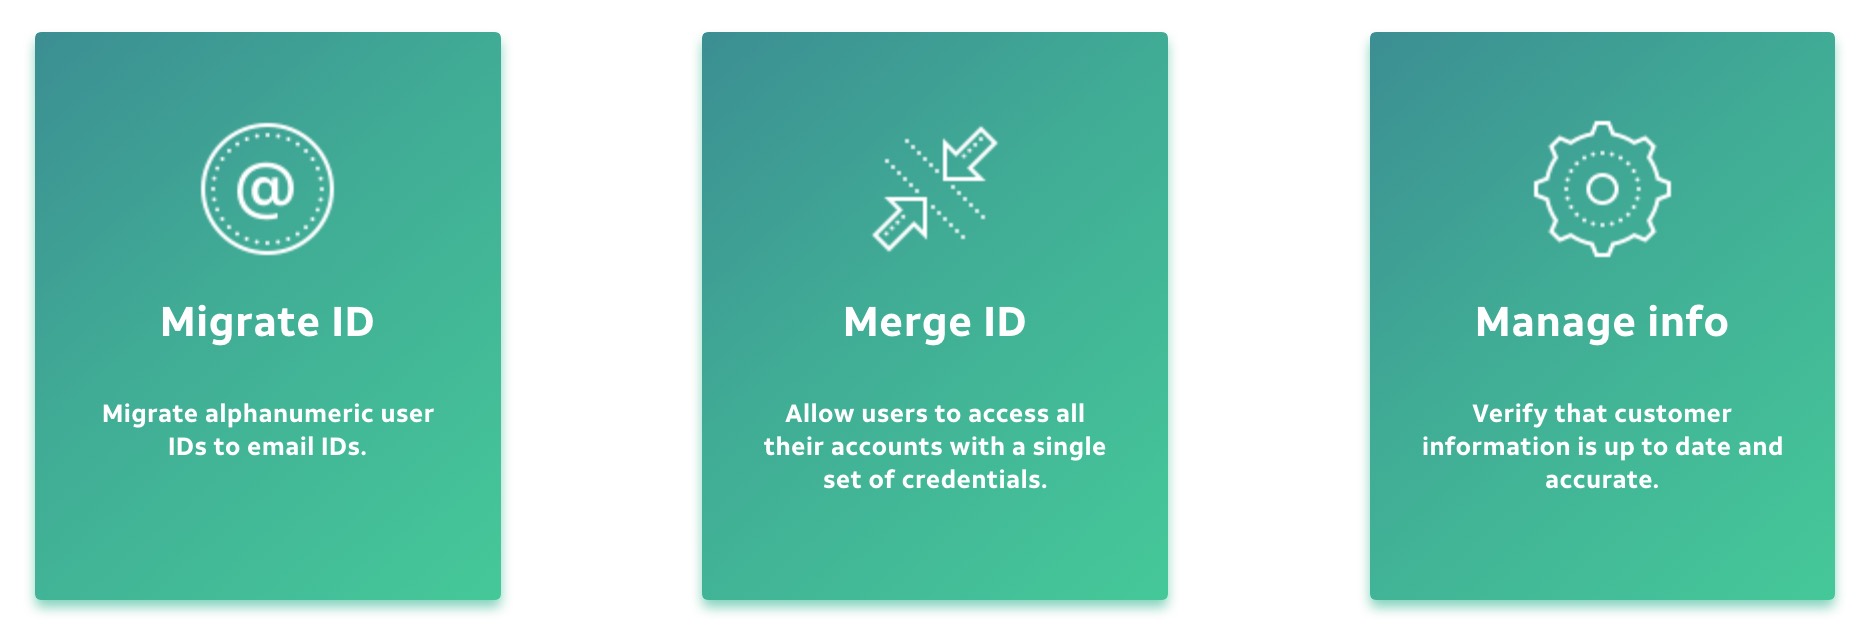 @
Migrate ID
Migrate alphanumeric user
IDs to email IDs.
Merge ID
Allow users to access all
their accounts with a single
set of credentials.
Manage info
Verify that customer
information is up to date and
accurate.